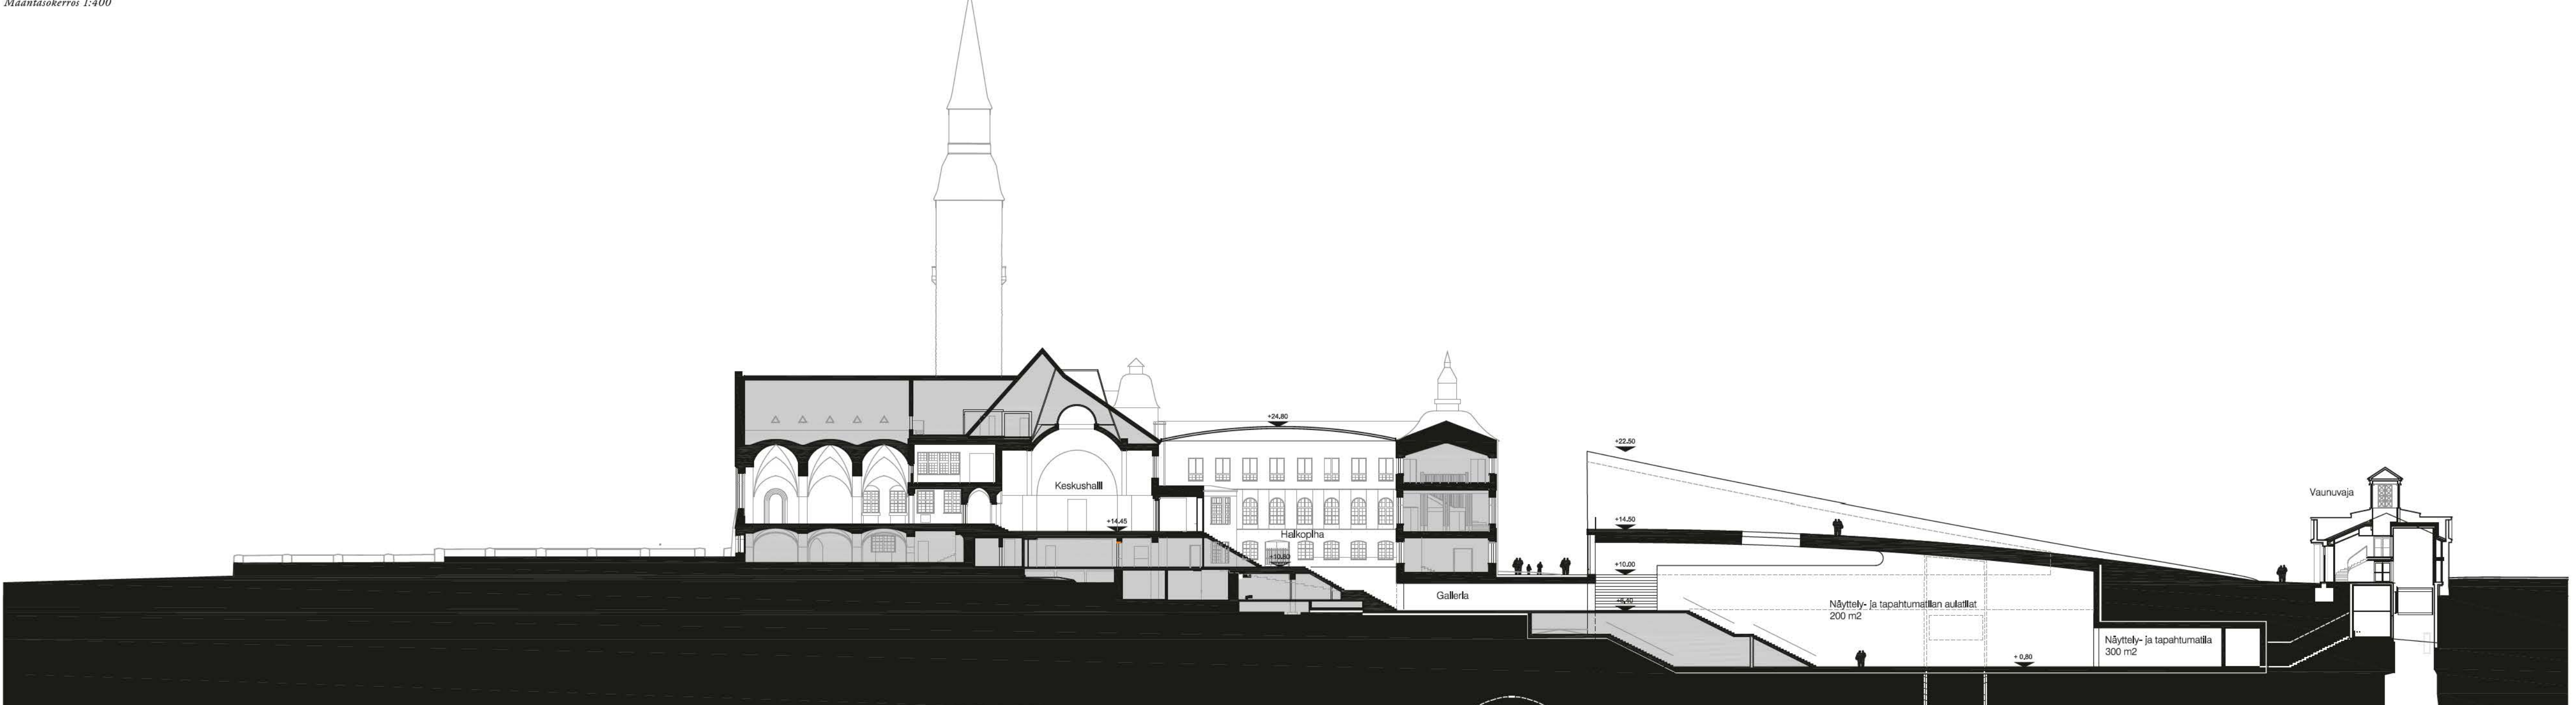 Maantasokerros 1:400
+24.80
+22.50
Vaunuvaja
Keskushalli
+14.45
+14.50
Halkopiha
+10.80
+10.00
Galleria
+6.40
Näyttely- ja tapahtumatilan aulatilat
200 m2
Näyttely- ja tapahtumatila
300 m2
+ 0,80